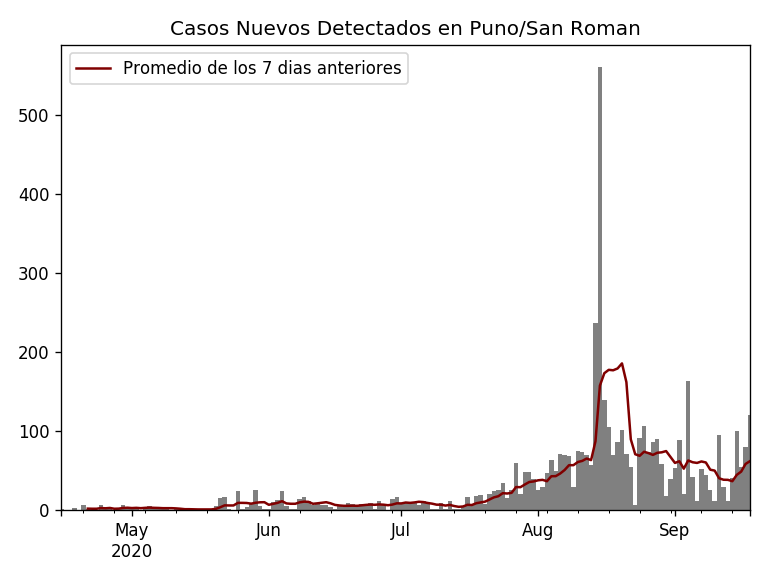 Casos Nuevos Detectados en Puno/San Roman
Promedio de los 7 dias anteriores
500
400
300
200
100
0
May
2020
Jun
Jul
Aug
Sep